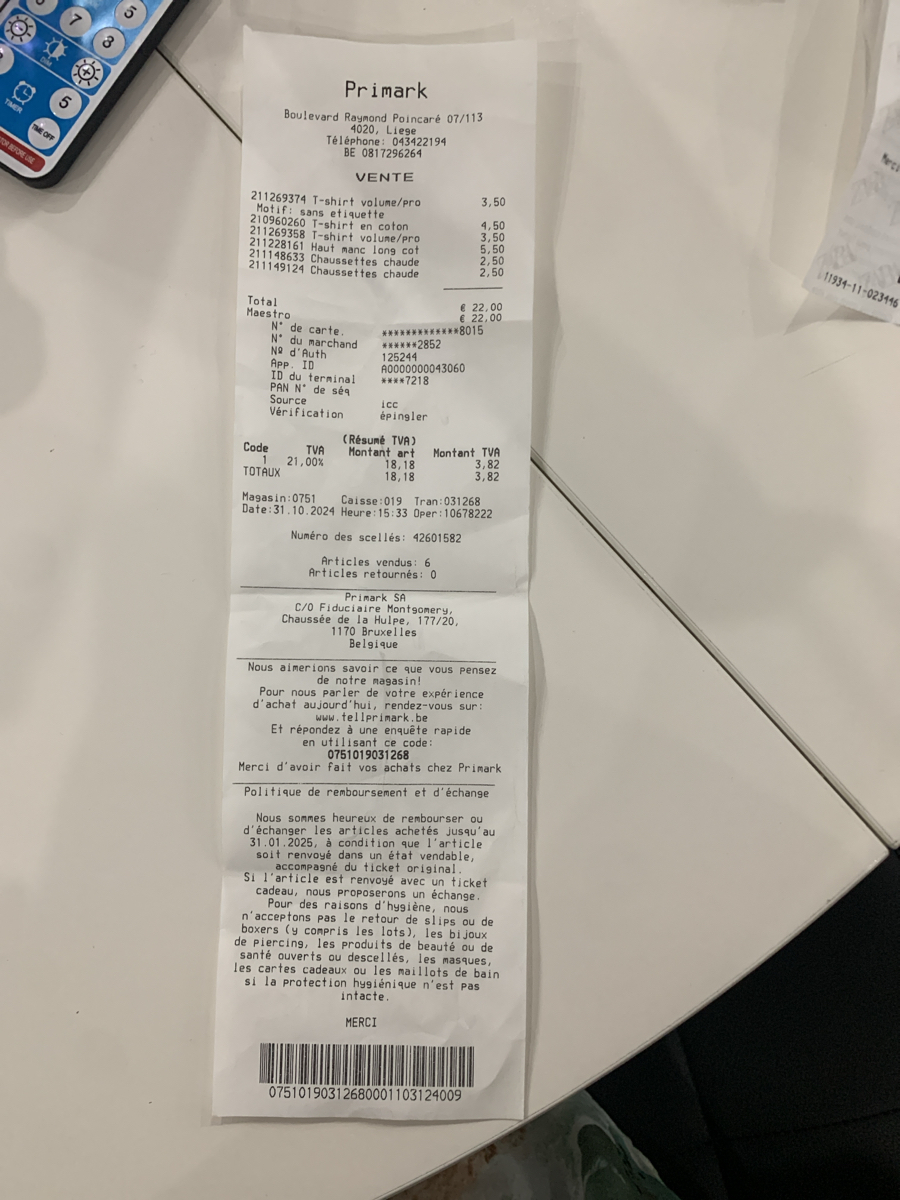 Primark
Boulevard Raymond Poincaré 07/113
4020, Liege
Téléphone: 043422194
BE 0817296264
VENTE
211269374 T-shirt volume/pro 3,50
Motif: sans etiquette
210960260 T-shirt en coton 4,50
211269358 T-shirt volume/pro 3,50
211228161 Haut manc long cot 5,50
211148633 Chaussettes chaude 2,50
211149124 Chaussettes chaude 2,50
Total € 22,00
Maestro € 22,00
N° de carte. *************8015
N° du marchand ******2852
Nº d'Auth 125244
App. ID A0000000043060
ID du terminal ****7218
PAN N° de séq
Source icc
Vérification épingler
(Résumé TVA)
Code TVA Montant art Montant TVA
1 21,00% 18,18 3,82
TOTAUX 18,18 3,82
Magasin:0751 Caisse:019 Tran:031268
Date:31.10.2024 Heure:15:33 Oper:10678222
Numéro des scellés: 42601582
Articles vendus: 6
Articles retournés: 0
Primark SA
C/O Fiduciaire Montgomery,
Chaussée de la Hulpe, 177/20,
1170 Bruxelles
Belgique
Nous aimerions savoir ce que vous pensez
de notre magasin!
Pour nous parler de votre expérience
d'achat aujourd'hui, rendez-vous sur:
www.tellprimark.be
Et répondez à une enquête rapide
en utilisant ce code:
0751019031268
Merci d'avoir fait vos achats chez Primark
Politique de remboursement et d'échange
Nous sommes heureux de rembourser ou
d'échanger les articles achetés jusqu'au
31.01.2025, à condition que l'article
soit renvoyé dans un état vendable,
accompagné du ticket original.
Si l'article est renvoyé avec un ticket
cadeau, nous proposerons un échange.
Pour des raisons d'hygiène, nous
n'acceptons pas le retour de slips ou de
boxers (y compris les lots), les bijoux
de piercing, les produits de beauté ou de
santé ouverts ou descellés, les masques,
les cartes cadeaux ou les maillots de bain
si la protection hygiénique n'est pas
intacte.
MERCI
07510190312680001103124009
7
5
3
DIM
TIMER
5
TIME OFF
BEFORE USE
Merci
11934-11-023446